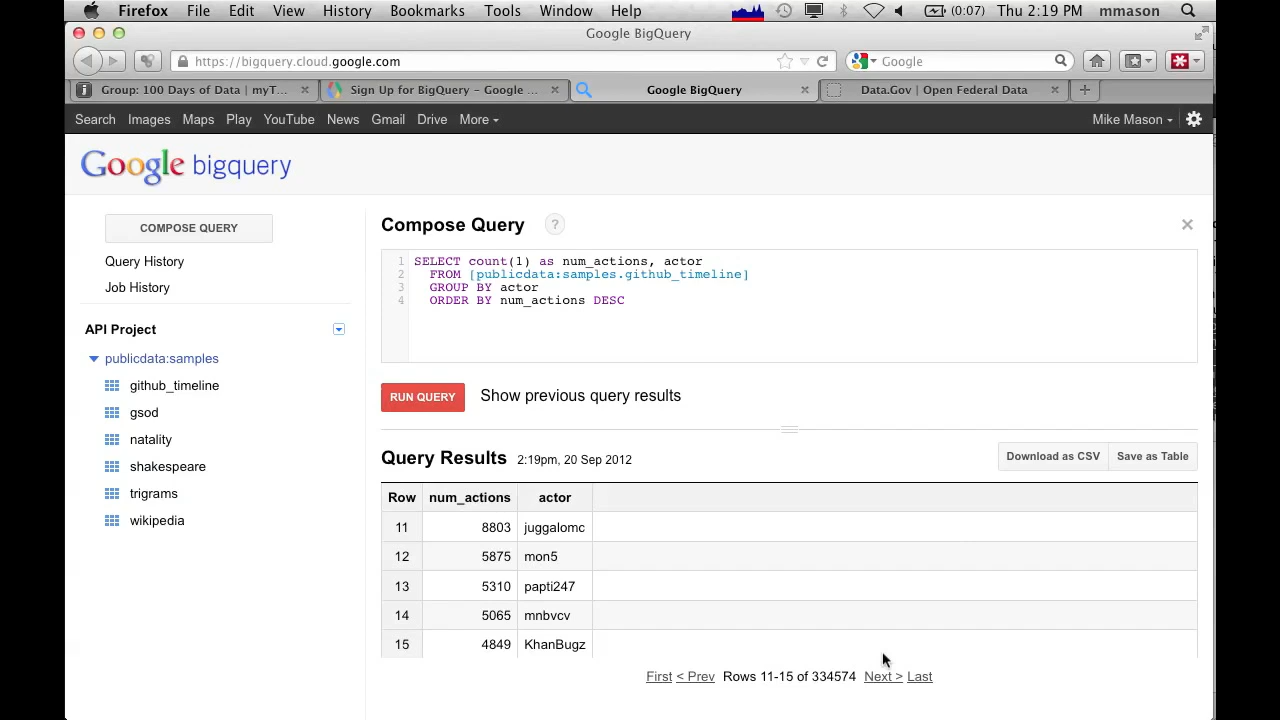 Firefox File Edit View History Bookmarks Tools Window Help (0:07) Thu 2:19 PM mmason
Google BigQuery
https://bigquery.cloud.google.com
Google
Group: 100 Days of Data | myT...
Sign Up for BigQuery – Google ...
Google BigQuery
Data.Gov | Open Federal Data
Search Images Maps Play YouTube News Gmail Drive More
Mike Mason
Google bigquery
COMPOSE QUERY
Query History
Job History
API Project
publicdata:samples
github_timeline
gsod
natality
shakespeare
trigrams
wikipedia
Compose Query ?
1 SELECT count(1) as num_actions, actor
2 FROM [publicdata:samples.github_timeline]
3 GROUP BY actor
4 ORDER BY num_actions DESC
RUN QUERY Show previous query results
Query Results 2:19pm, 20 Sep 2012
Download as CSV Save as Table
Row num_actions actor
11 8803 juggalomc
12 5875 mon5
13 5310 papti247
14 5065 mnbvcv
15 4849 KhanBugz
First < Prev Rows 11-15 of 334574 Next > Last